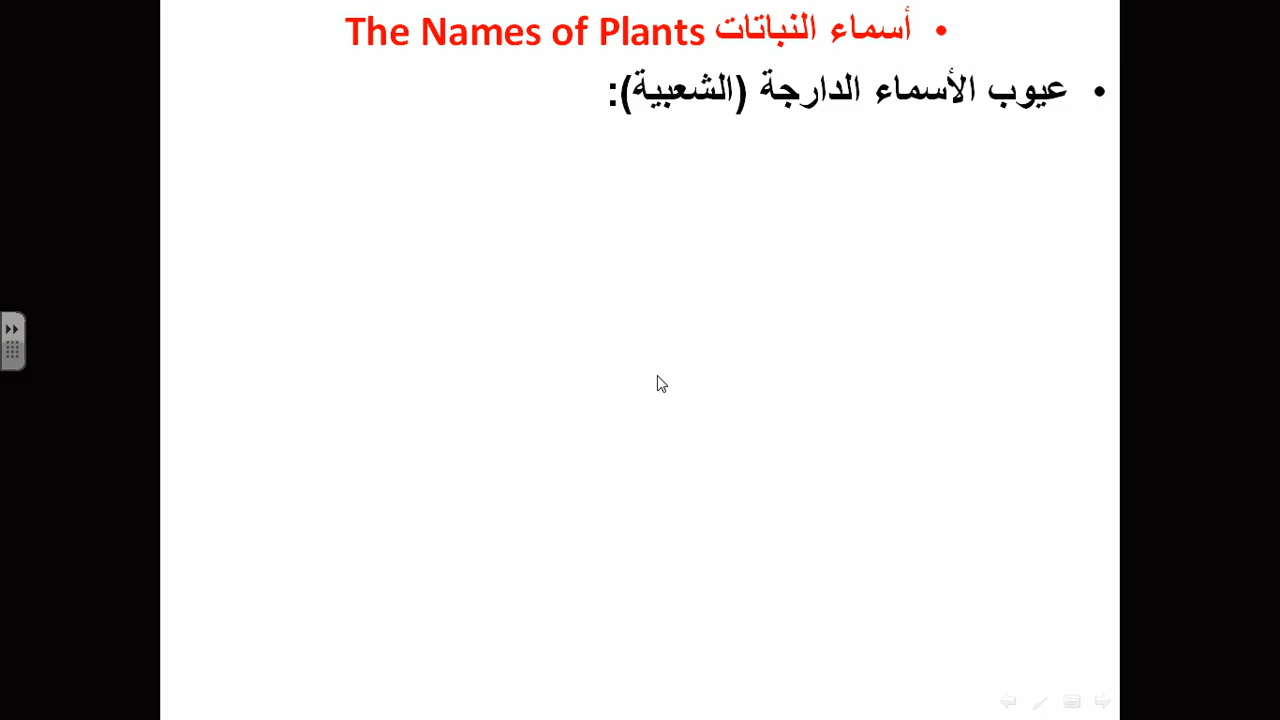 • أسماء النباتات The Names of Plants
• عيوب الأسماء الدارجة (الشعبية):